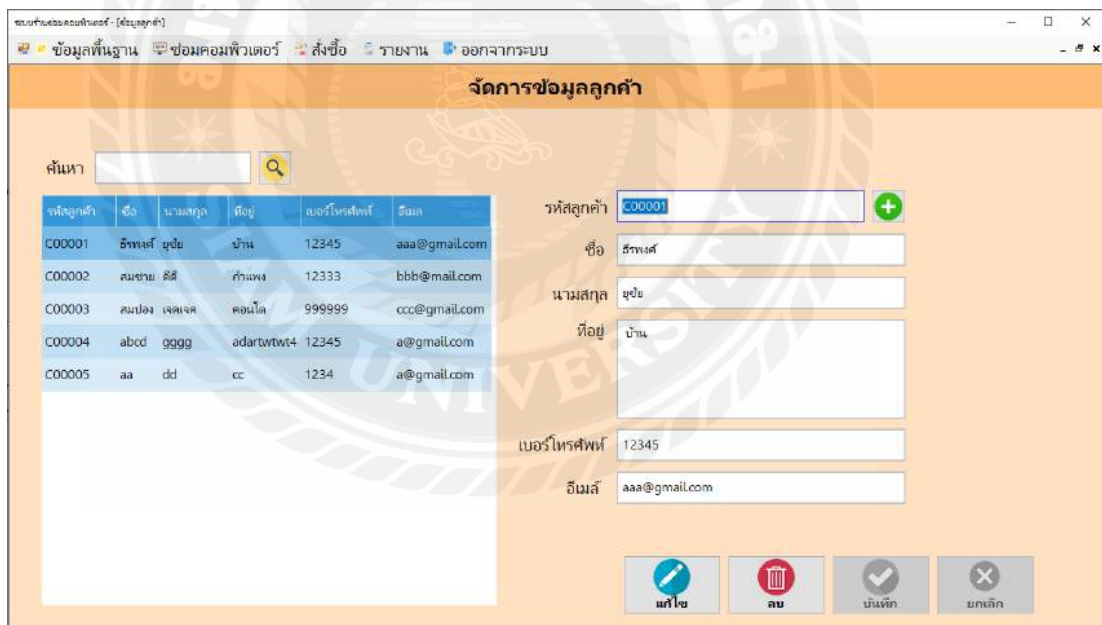 ระบบร้านซ่อมคอมพิวเตอร์ - [ข้อมูลลูกค้า]
ข้อมูลพื้นฐาน ซ่อมคอมพิวเตอร์ สั่งซื้อ รายงาน ออกจากระบบ
จัดการข้อมูลลูกค้า
ค้นหา
รหัสลูกค้า ชื่อ นามสกุล ที่อยู่ เบอร์โทรศัพท์ อีเมล
C00001 ธีรพงศ์ ยุชัย บ้าน 12345 aaa@gmail.com
C00002 สมชาย ดีดี กำแพง 12333 bbb@mail.com
C00003 สมปอง เจดเจด คอนโด 999999 ccc@gmail.com
C00004 abcd gggg adartwtwt4 12345 a@gmail.com
C00005 aa dd cc 1234 a@gmail.com
รหัสลูกค้า C00001
ชื่อ ธีรพงศ์
นามสกุล ยุชัย
ที่อยู่ บ้าน
เบอร์โทรศัพท์ 12345
อีเมล์ aaa@gmail.com
แก้ไข ลบ บันทึก ยกเลิก
SIAM UNIVERSITY